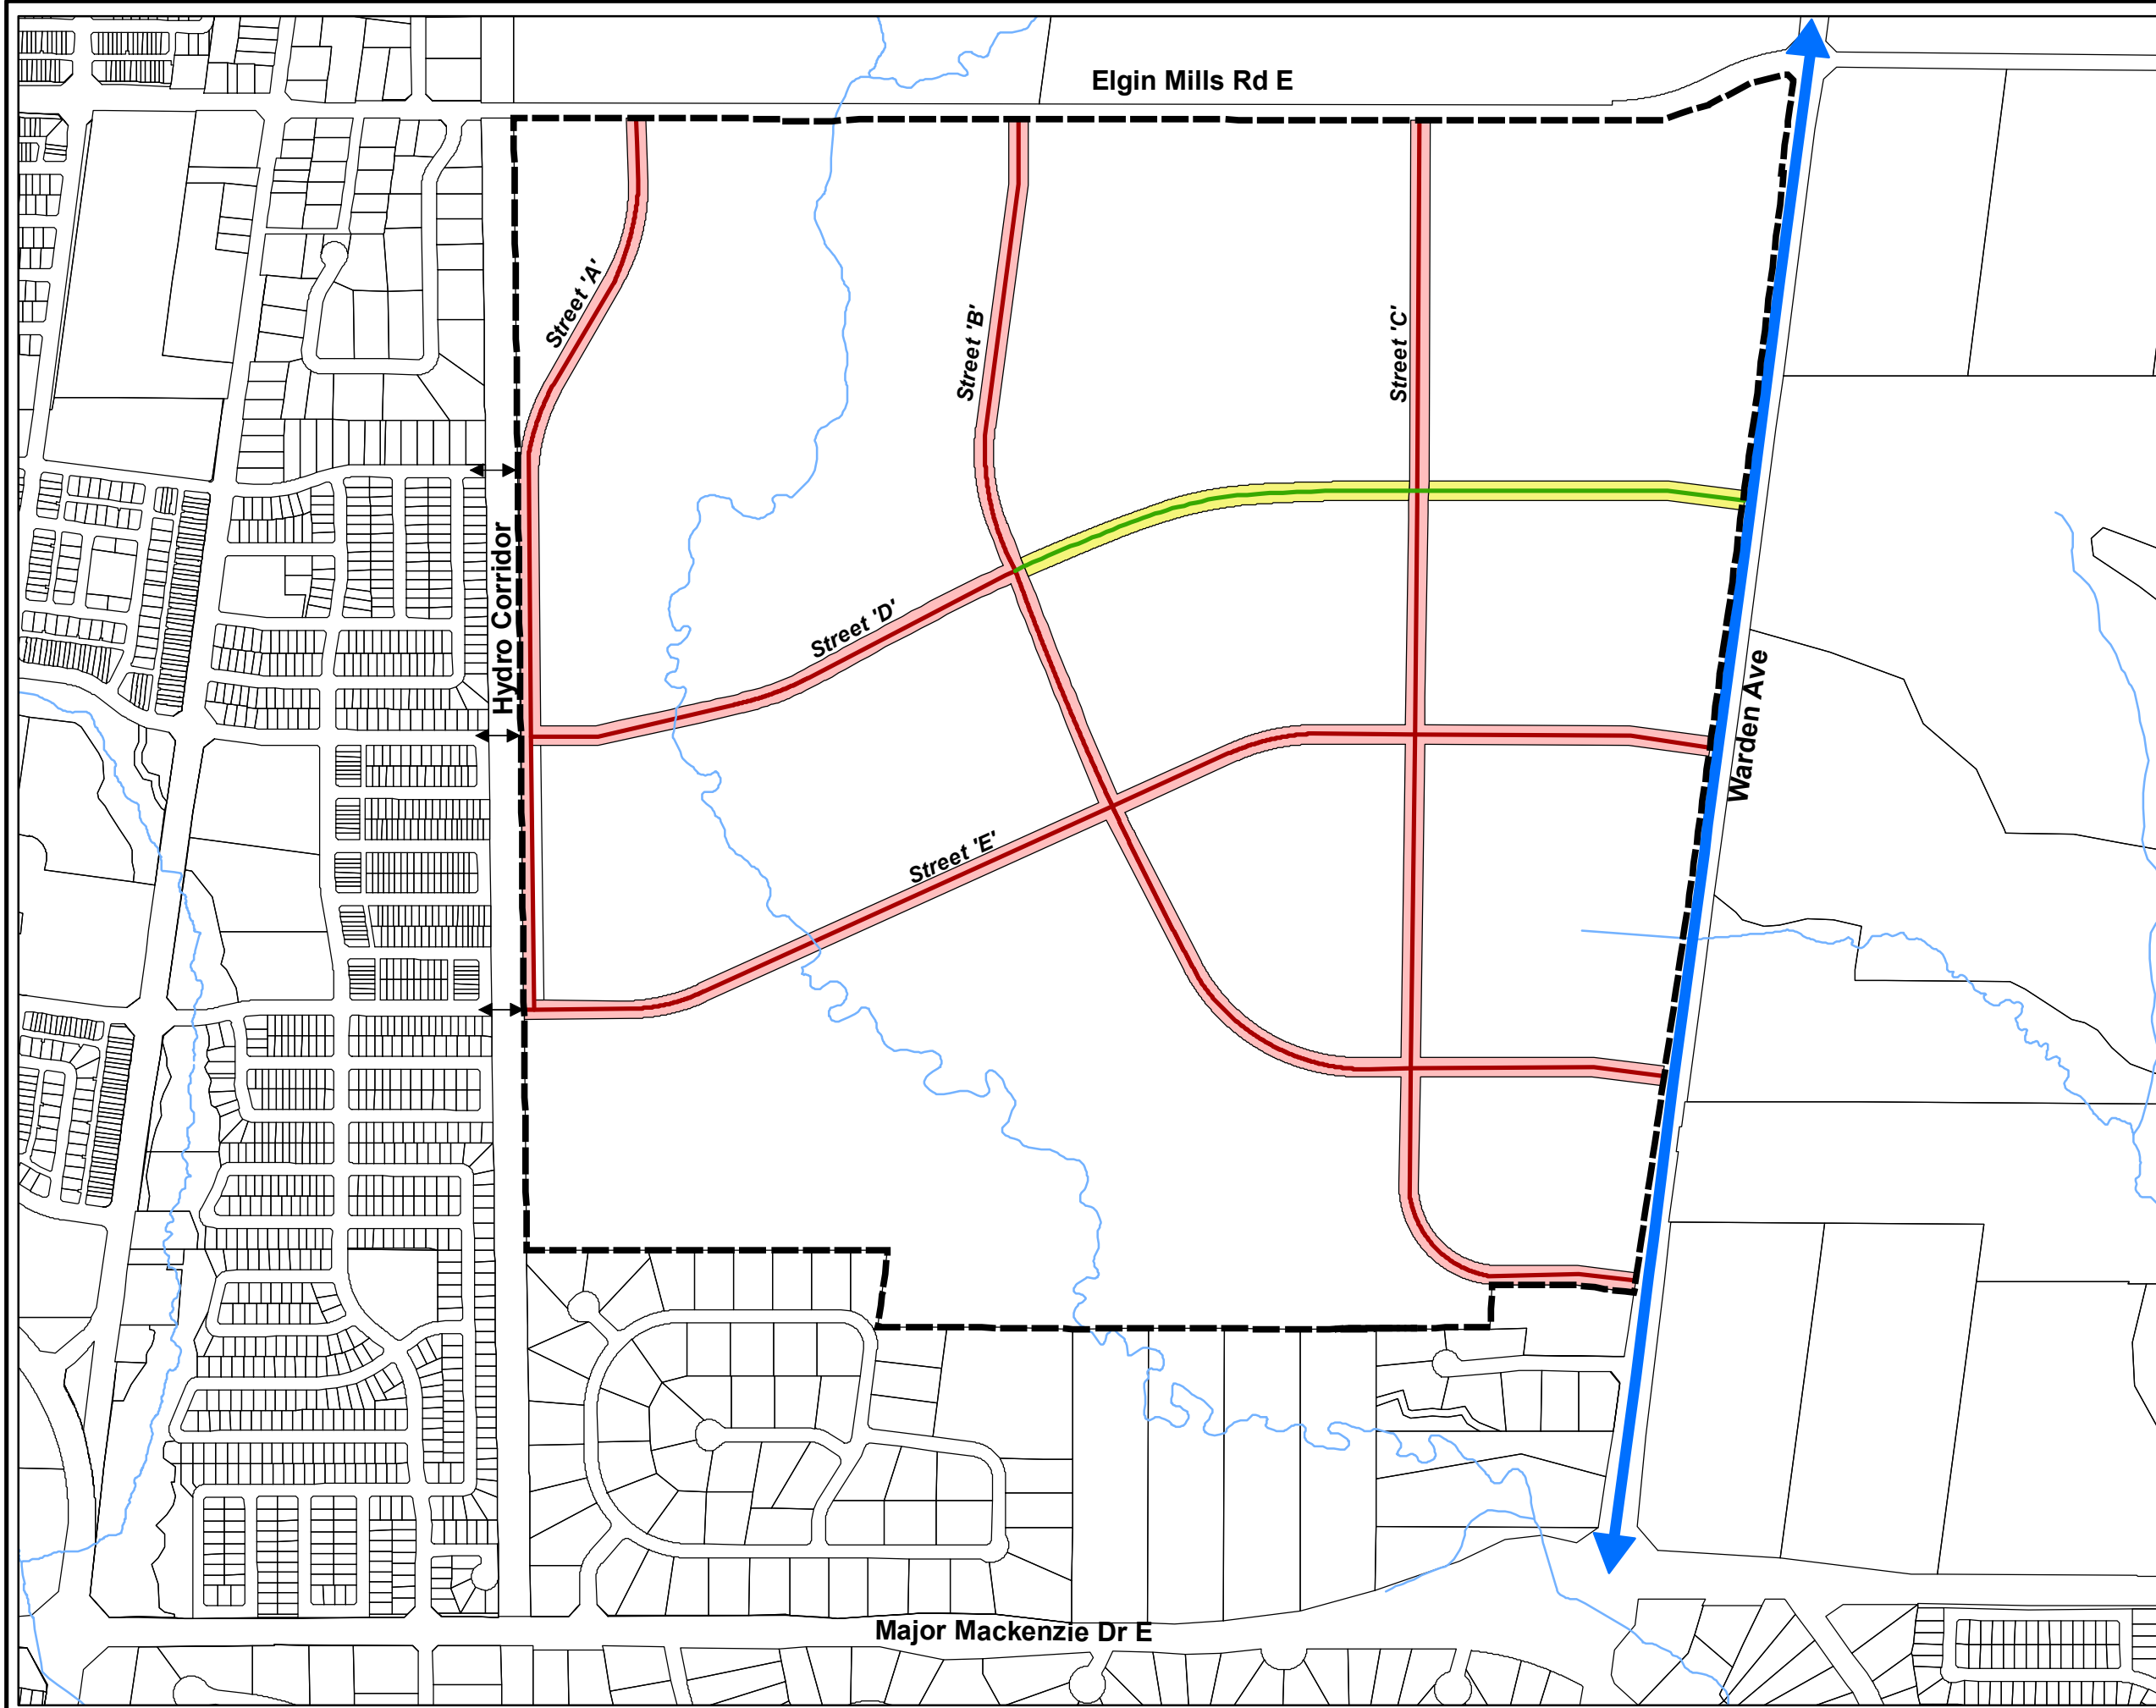 Elgin Mills Rd E
Street 'A'
Street 'B'
Street 'C'
Hydro Corridor
Street 'D'
Warden Ave
Street 'E'
Major Mackenzie Dr E